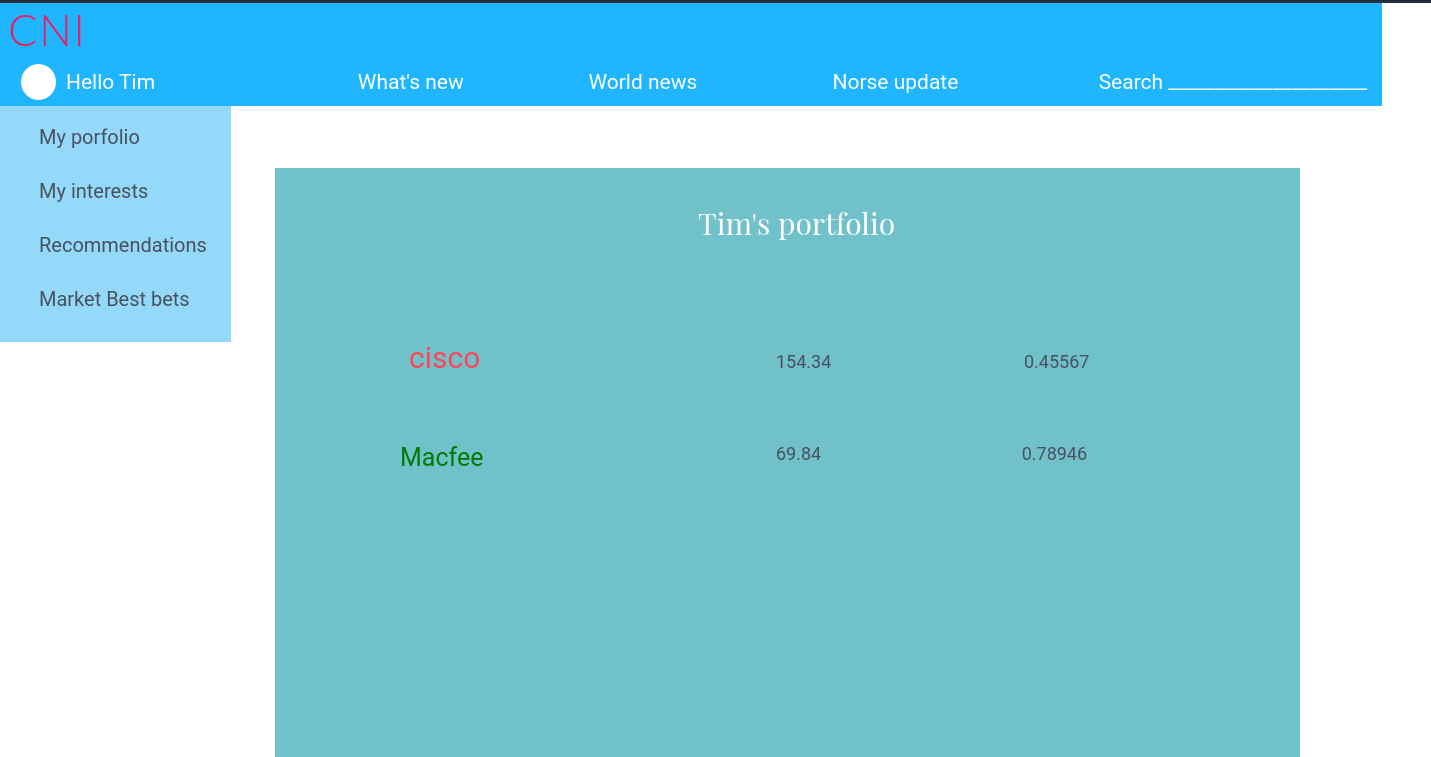 CNI
Hello Tim What's new World news Norse update Search ___________________
My porfolio
My interests
Recommendations
Market Best bets
Tim's portfolio
cisco 154.34 0.45567
Macfee 69.84 0.78946